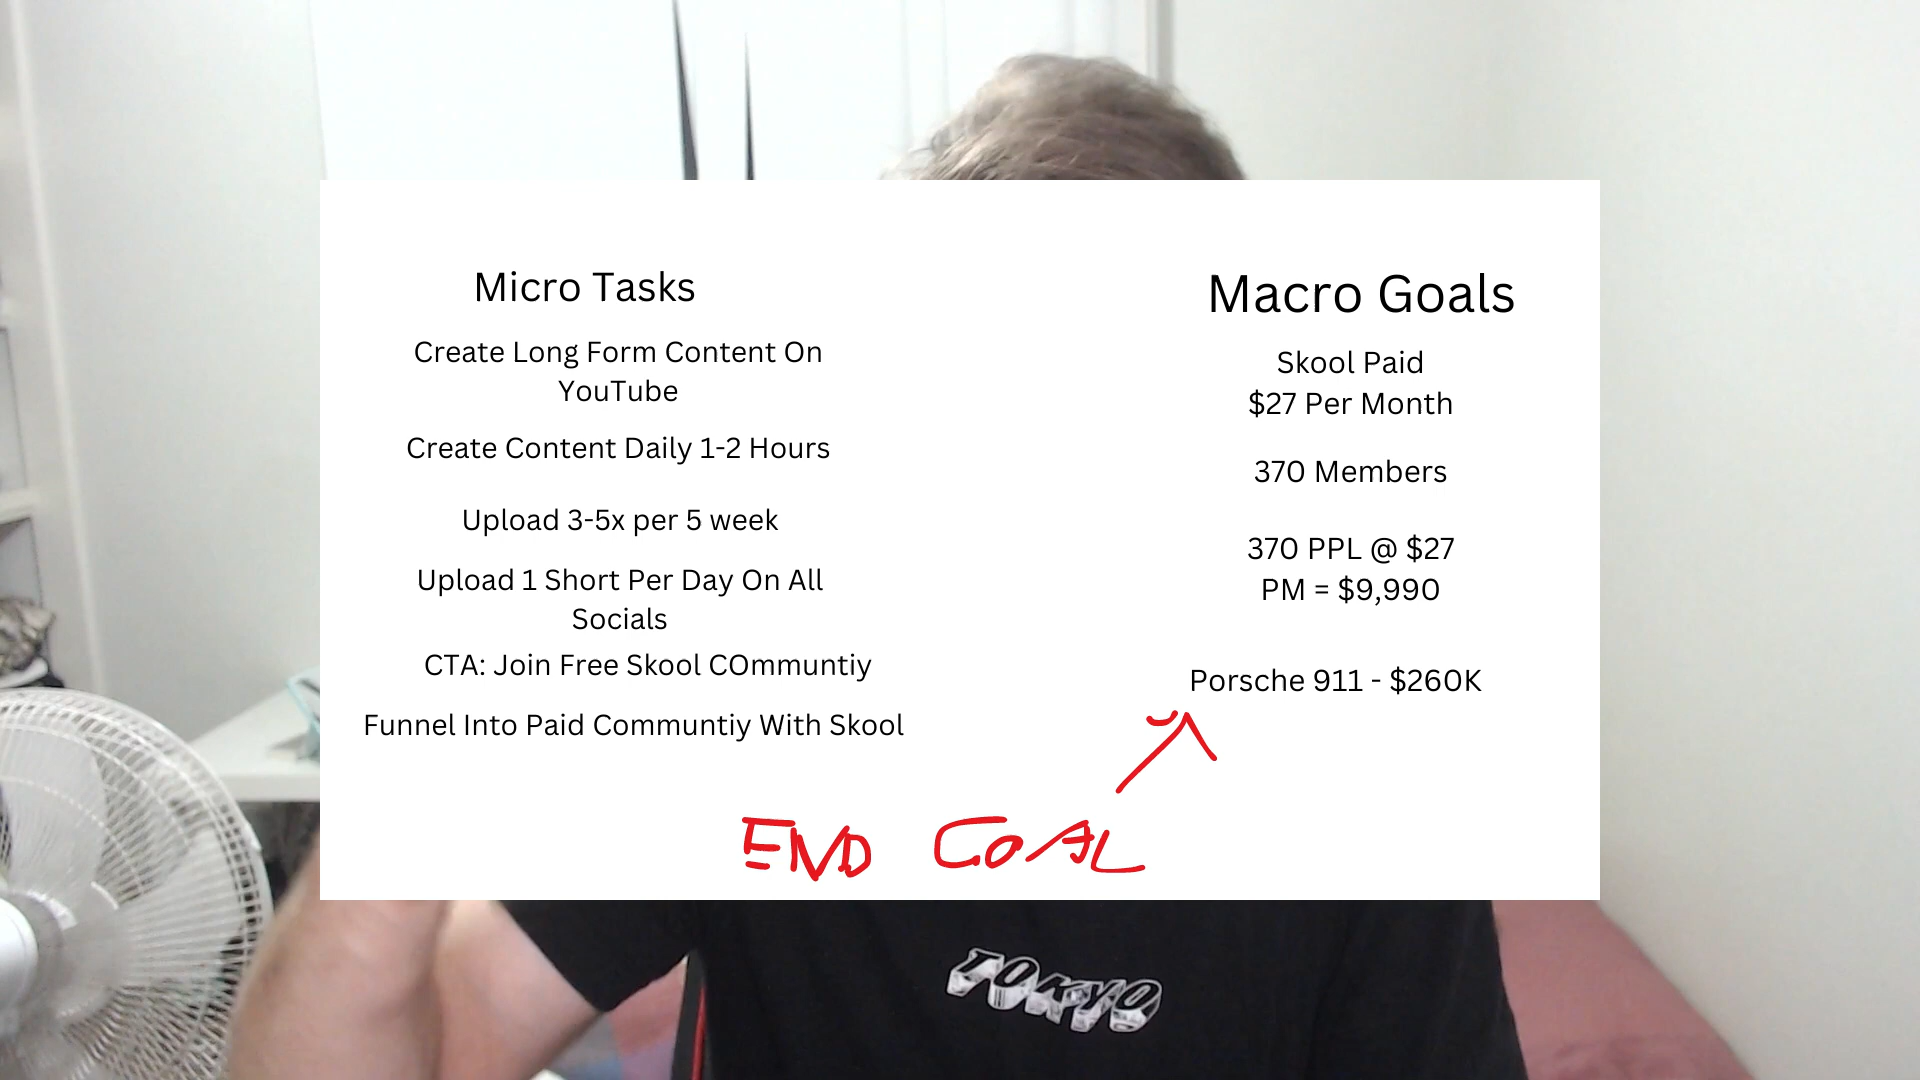 Micro Tasks
Create Long Form Content On
YouTube
Create Content Daily 1-2 Hours
Upload 3-5x per 5 week
Upload 1 Short Per Day On All
Socials
CTA: Join Free Skool COmmuntiy
Funnel Into Paid Communtiy With Skool
Macro Goals
Skool Paid
$27 Per Month
370 Members
370 PPL @ $27
PM = $9,990
Porsche 911 - $260K
END GOAL
TOKYO